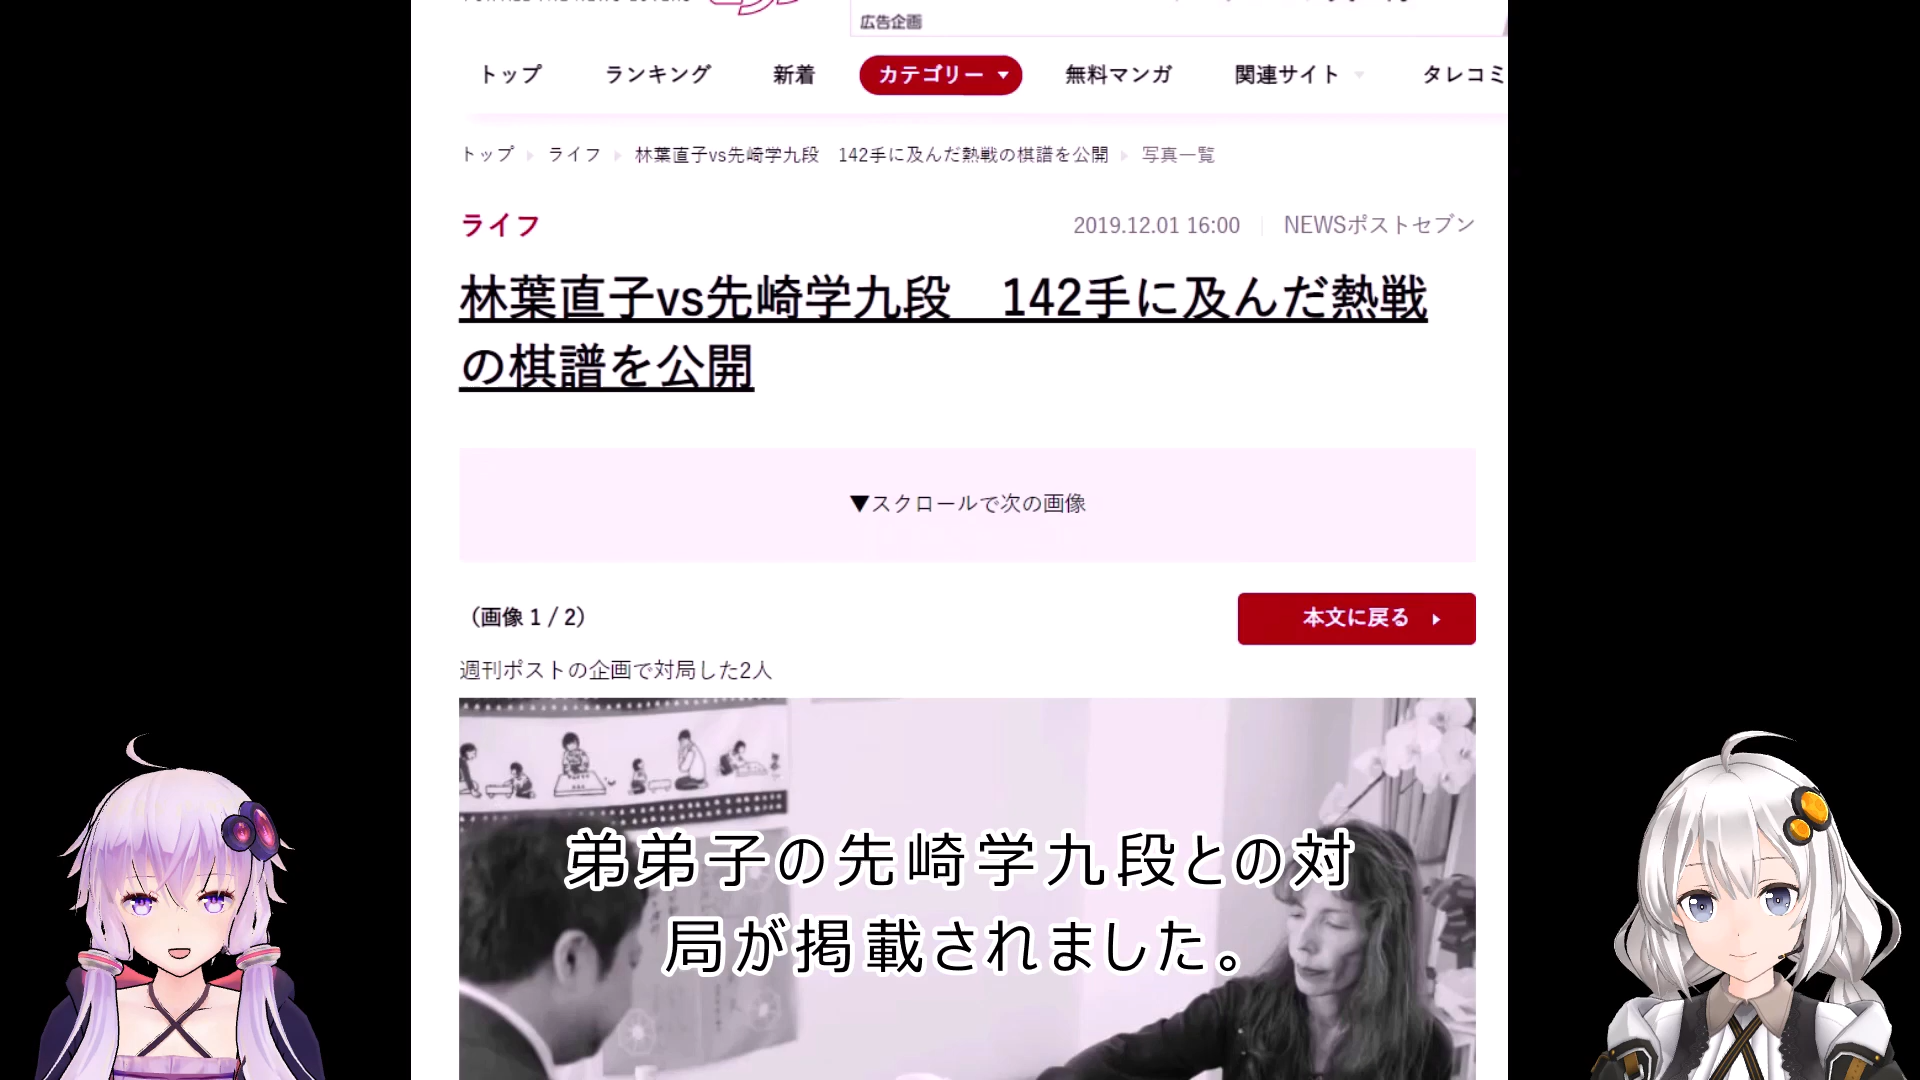 広告企画
トップ ランキング 新着 カテゴリー ▼ 無料マンガ 関連サイト タレコミ
トップ ライフ 林葉直子vs先崎学九段 142手に及んだ熱戦の棋譜を公開 写真一覧
ライフ
2019.12.01 16:00 NEWSポストセブン
林葉直子vs先崎学九段 142手に及んだ熱戦
の棋譜を公開
▼スクロールで次の画像
（画像 1 / 2）
本文に戻る
週刊ポストの企画で対局した2人
弟弟子の先崎学九段との対
局が掲載されました。